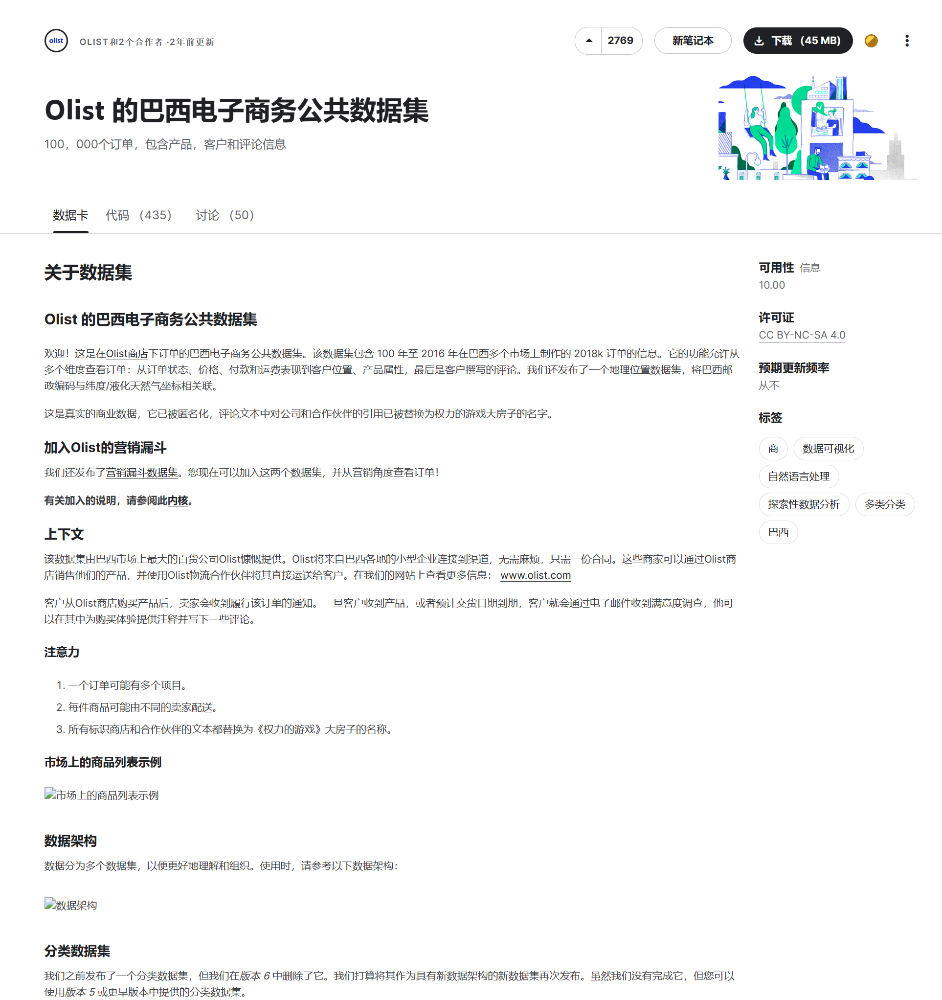 olist
OLIST和2个合作者 ·2年前更新
2769
新笔记本
下载 （45 MB）
Olist 的巴西电子商务公共数据集
100，000个订单，包含产品，客户和评论信息
数据卡
代码 （435）
讨论 （50）
关于数据集
Olist 的巴西电子商务公共数据集
欢迎！这是在Olist商店下订单的巴西电子商务公共数据集。该数据集包含 100 年至 2016 年在巴西多个市场上制作的 2018k 订单的信息。它的功能允许从
多个维度查看订单：从订单状态、价格、付款和运费表现到客户位置、产品属性，最后是客户撰写的评论。我们还发布了一个地理位置数据集，将巴西邮
政编码与纬度/液化天然气坐标相关联。
这是真实的商业数据，它已被匿名化，评论文本中对公司和合作伙伴的引用已被替换为权力的游戏大房子的名字。
加入Olist的营销漏斗
我们还发布了营销漏斗数据集。您现在可以加入这两个数据集，并从营销角度查看订单！
有关加入的说明，请参阅此内核。
上下文
该数据集由巴西市场上最大的百货公司Olist慷慨提供。Olist将来自巴西各地的小型企业连接到渠道，无需麻烦，只需一份合同。这些商家可以通过Olist商
店销售他们的产品，并使用Olist物流合作伙伴将其直接运送给客户。在我们的网站上查看更多信息： www.olist.com
客户从Olist商店购买产品后，卖家会收到履行该订单的通知。一旦客户收到产品，或者预计交货日期到期，客户就会通过电子邮件收到满意度调查，他可
以在其中为购买体验提供注释并写下一些评论。
注意力
1. 一个订单可能有多个项目。
2. 每件商品可能由不同的卖家配送。
3. 所有标识商店和合作伙伴的文本都替换为《权力的游戏》大房子的名称。
市场上的商品列表示例
市场上的商品列表示例
数据架构
数据分为多个数据集，以便更好地理解和组织。使用时，请参考以下数据架构：
数据架构
分类数据集
我们之前发布了一个分类数据集，但我们在版本 6 中删除了它。我们打算将其作为具有新数据架构的新数据集再次发布。虽然我们没有完成它，但您可以
使用版本 5 或更早版本中提供的分类数据集。
可用性 信息
10.00
许可证
CC BY-NC-SA 4.0
预期更新频率
从不
标签
商
数据可视化
自然语言处理
探索性数据分析
多类分类
巴西